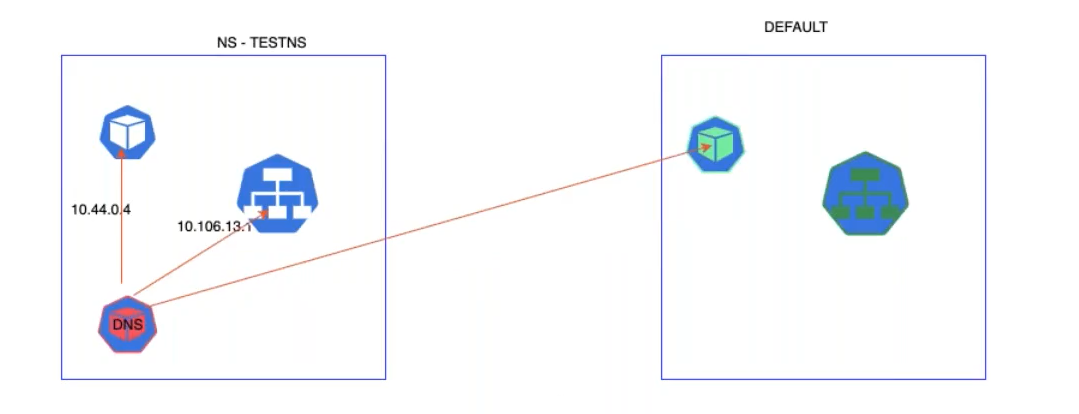 NS - TESTNS
DEFAULT
10.44.0.4
10.106.13.1
DNS